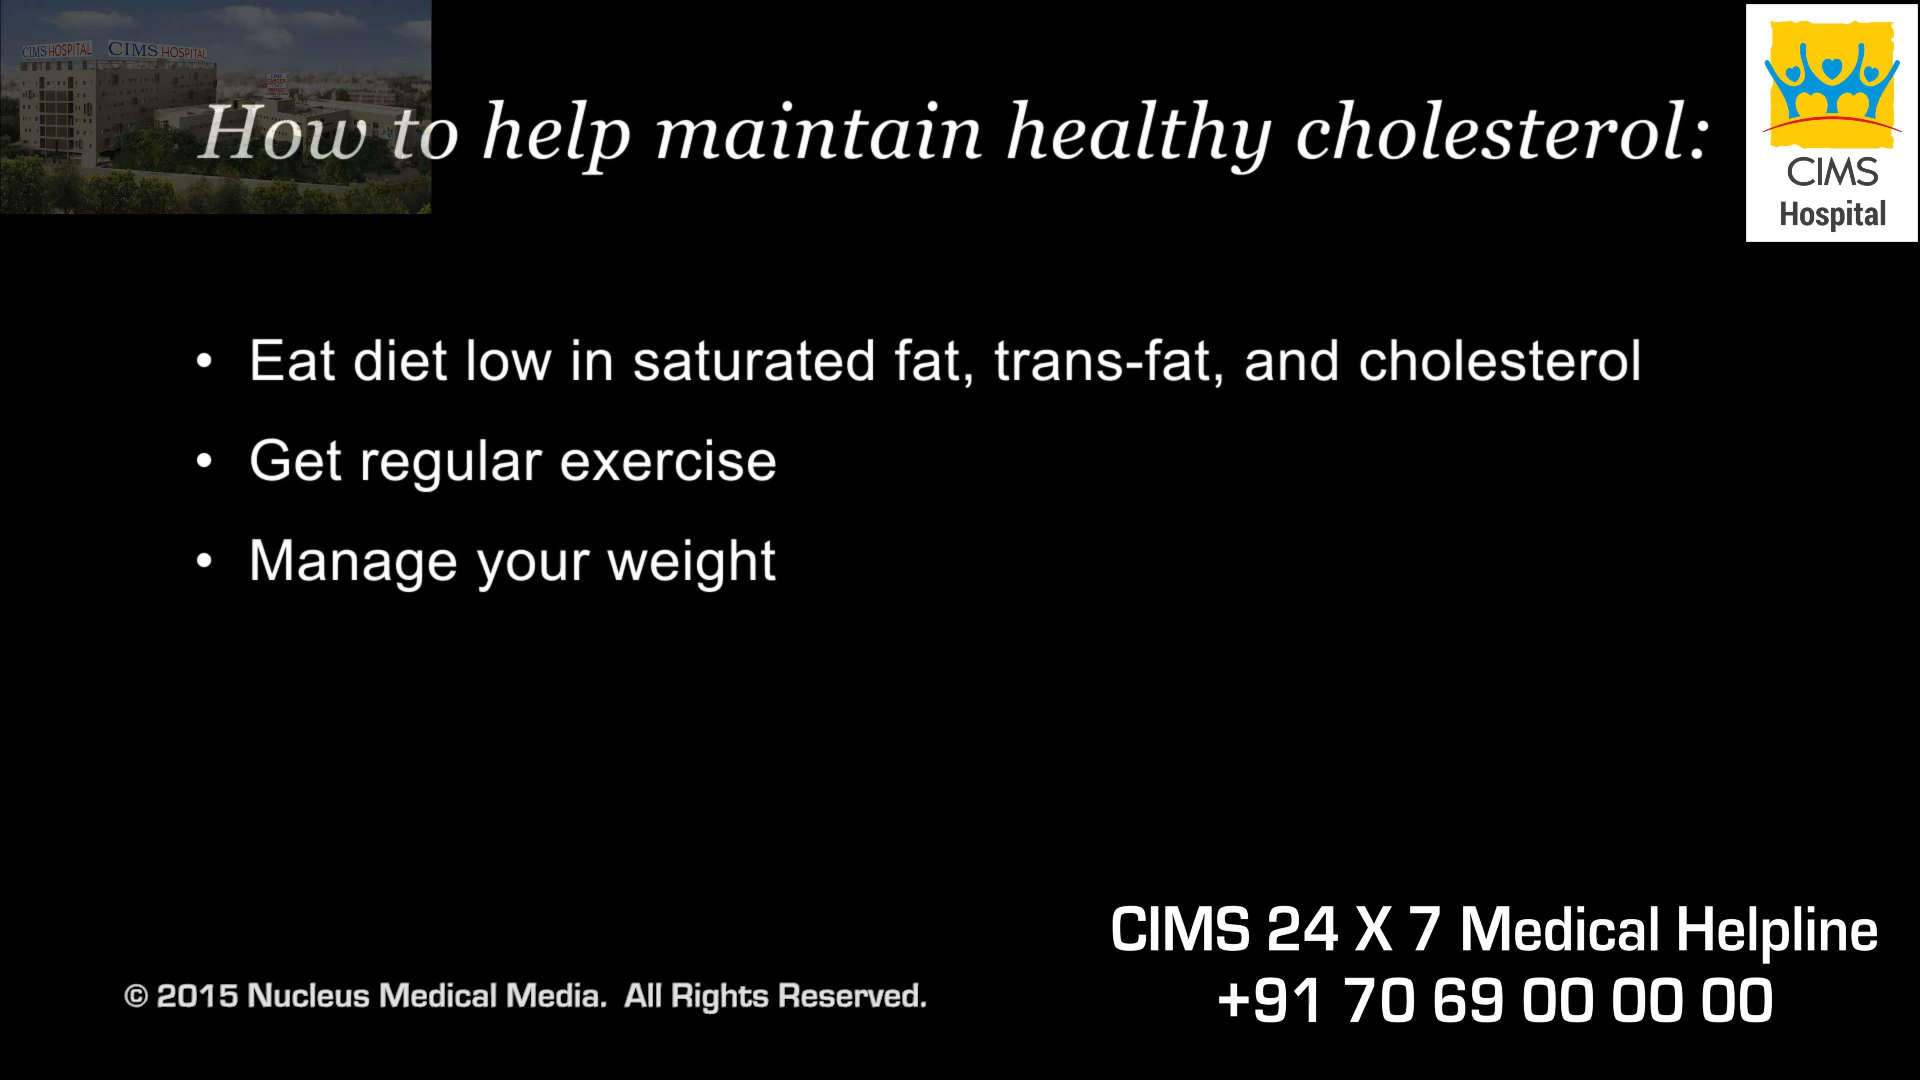 CIMS HOSPITAL CIMS HOSPITAL
How to help maintain healthy cholesterol:
CIMS
Hospital
• Eat diet low in saturated fat, trans-fat, and cholesterol
• Get regular exercise
• Manage your weight
CIMS 24 X 7 Medical Helpline
+91 70 69 00 00 00
© 2015 Nucleus Medical Media. All Rights Reserved.